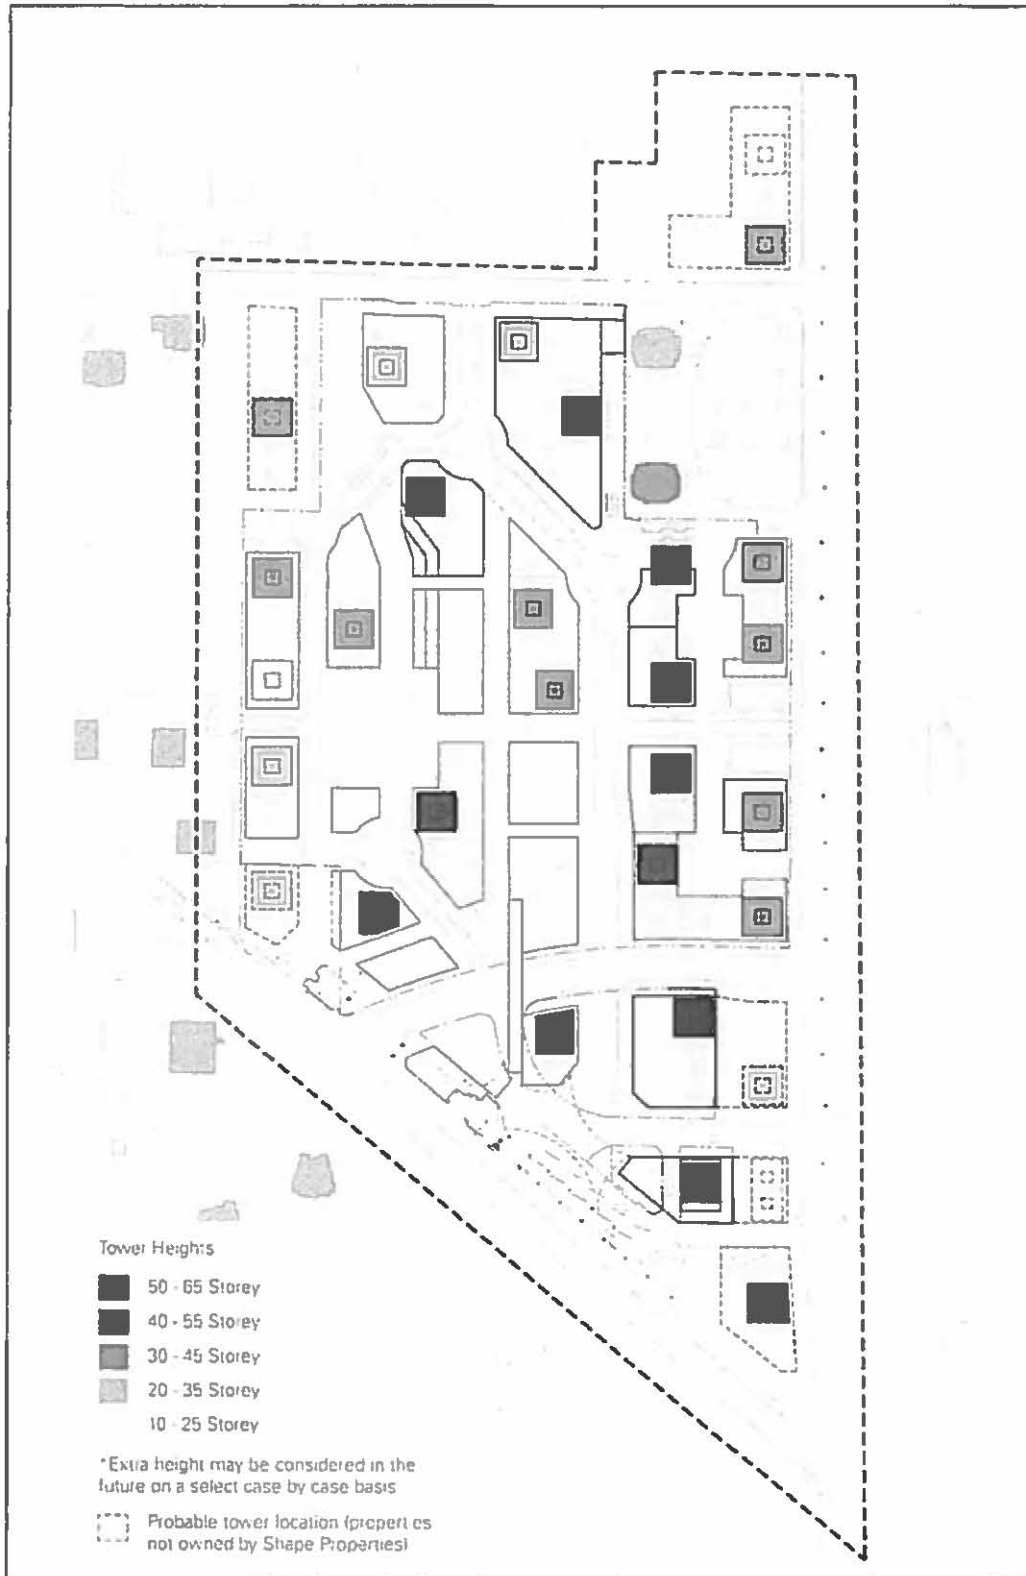 Tower Heights
50 - 65 Storey
40 - 55 Storey
30 - 45 Storey
20 - 35 Storey
10 - 25 Storey
*Extra height may be considered in the
future on a select case by case basis
Probable tower location (properties
not owned by Shape Properties)